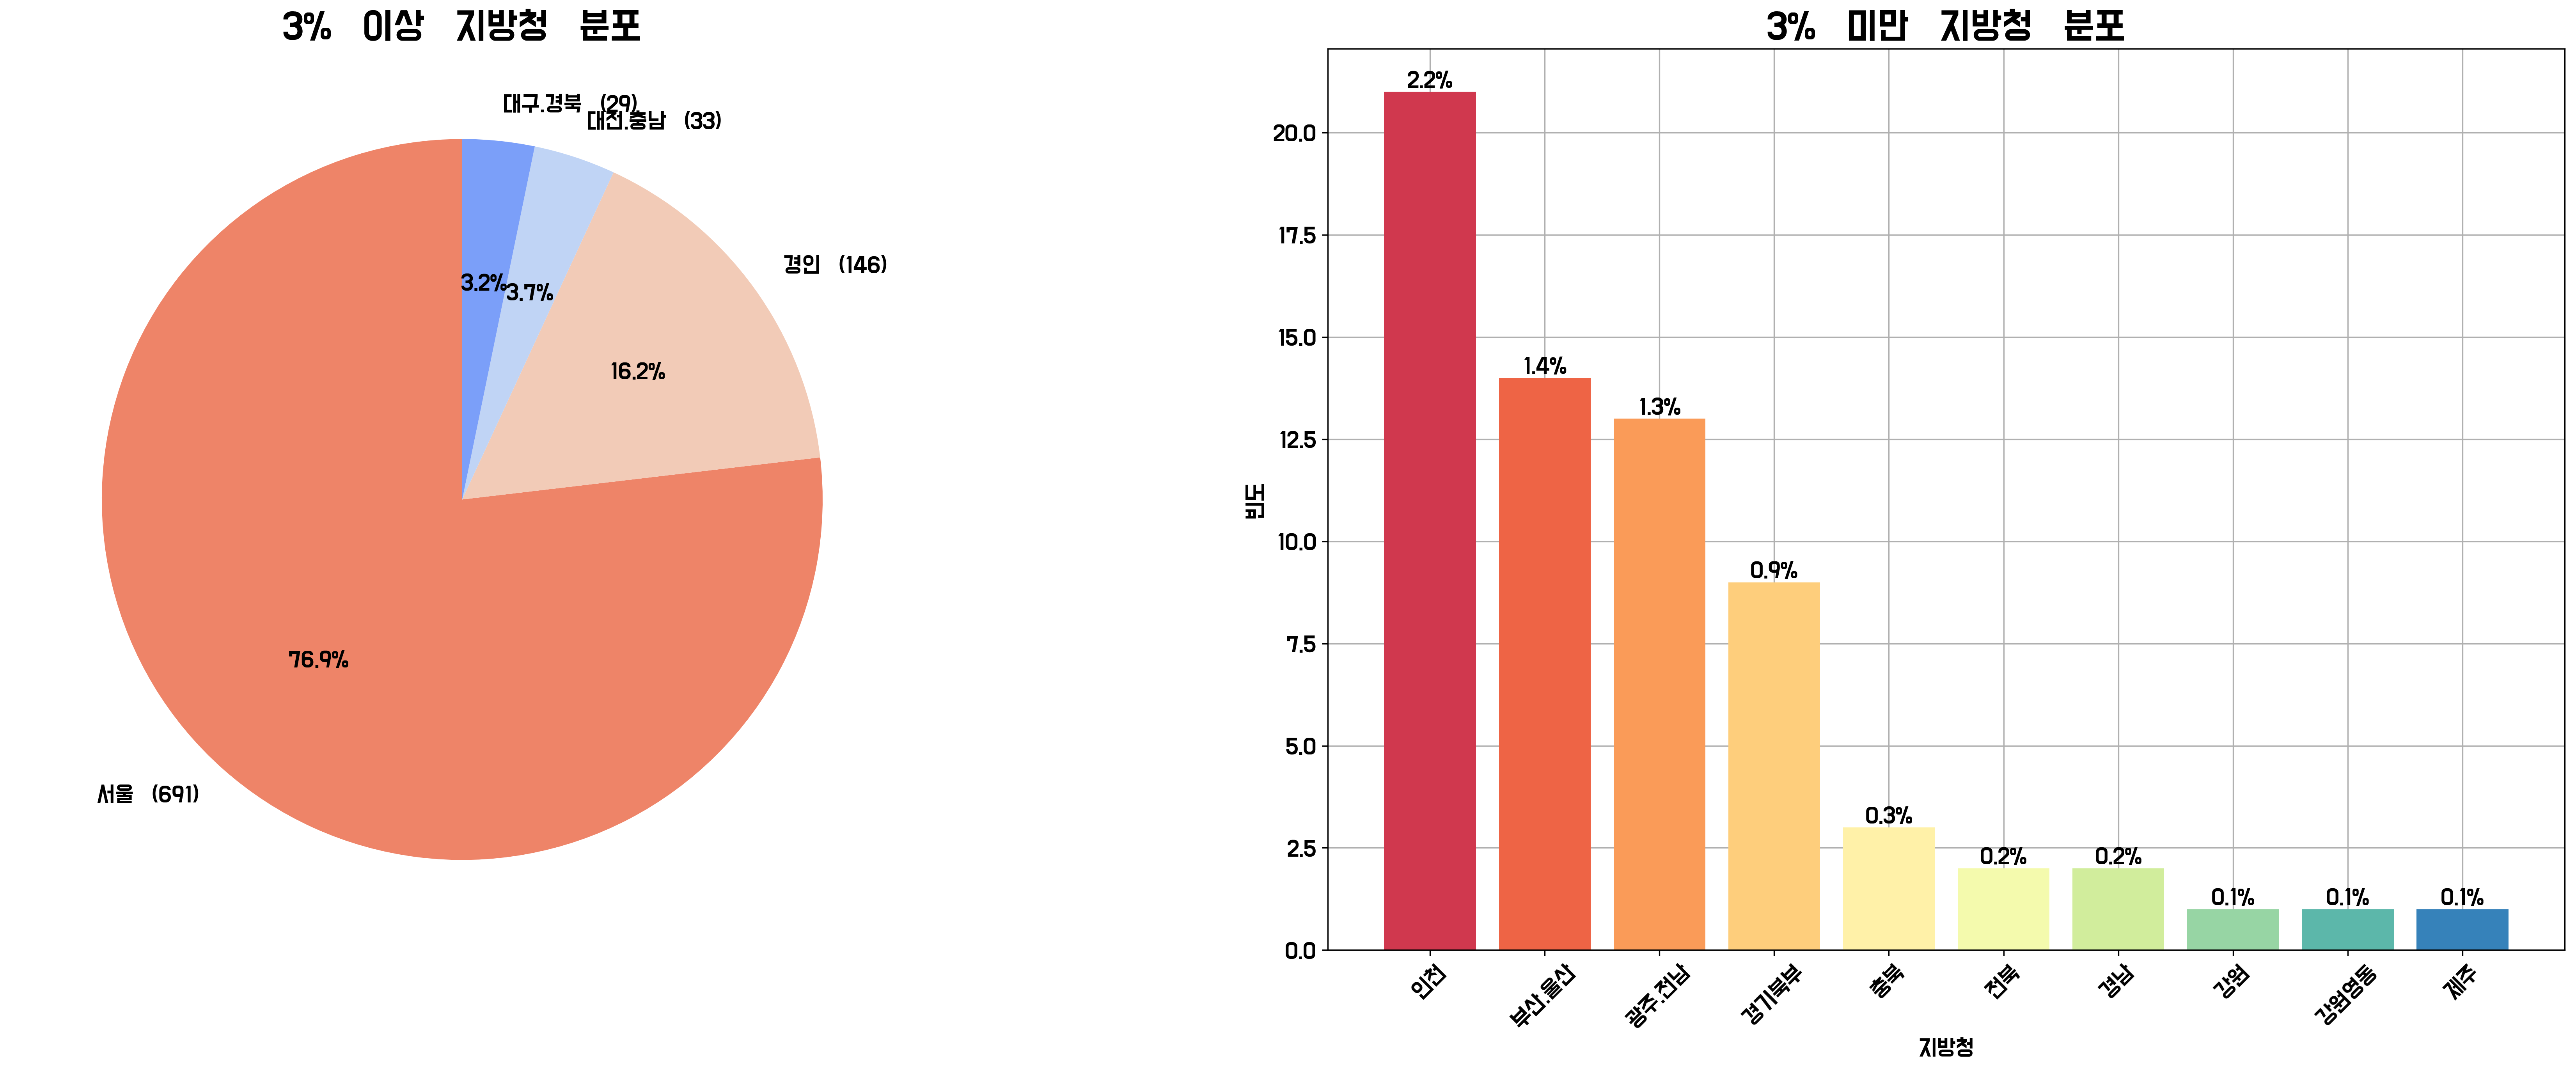 3% 이상 지방청 분포
대구.경북 (29)
대전.충남 (33)
경인 (146)
3.2%
3.7%
16.2%
76.9%
서울 (691)
3% 미만 지방청 분포
2.2%
1.4%
1.3%
0.9%
0.3%
0.2%
0.2%
0.1%
0.1%
0.1%
20.0
17.5
15.0
12.5
10.0
7.5
5.0
2.5
0.0
빈도
인천
부산.울산
광주.전남
경기북부
충북
전북
경남
강원
강원영동
제주
지방청